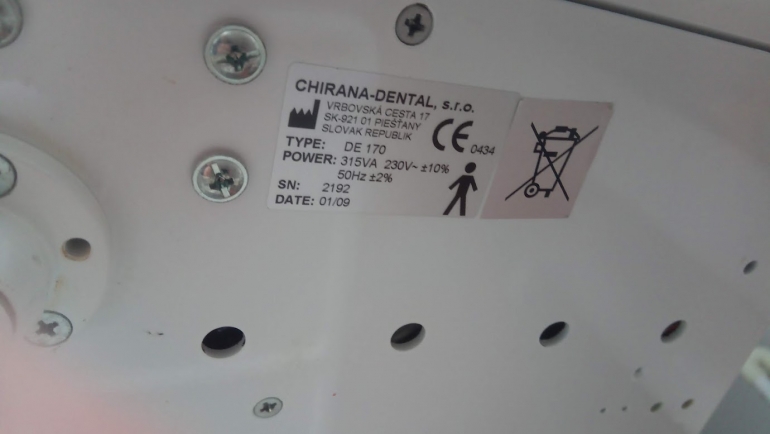 CHIRANA-DENTAL, s.r.o.
VRBOVSKÁ CESTA 17
SK-921 01 PIEŠŤANY
SLOVAK REPUBLIK
CE 0434
TYPE: DE 170
POWER: 315VA 230V~ ±10%
50Hz ±2%
SN: 2192
DATE: 01/09